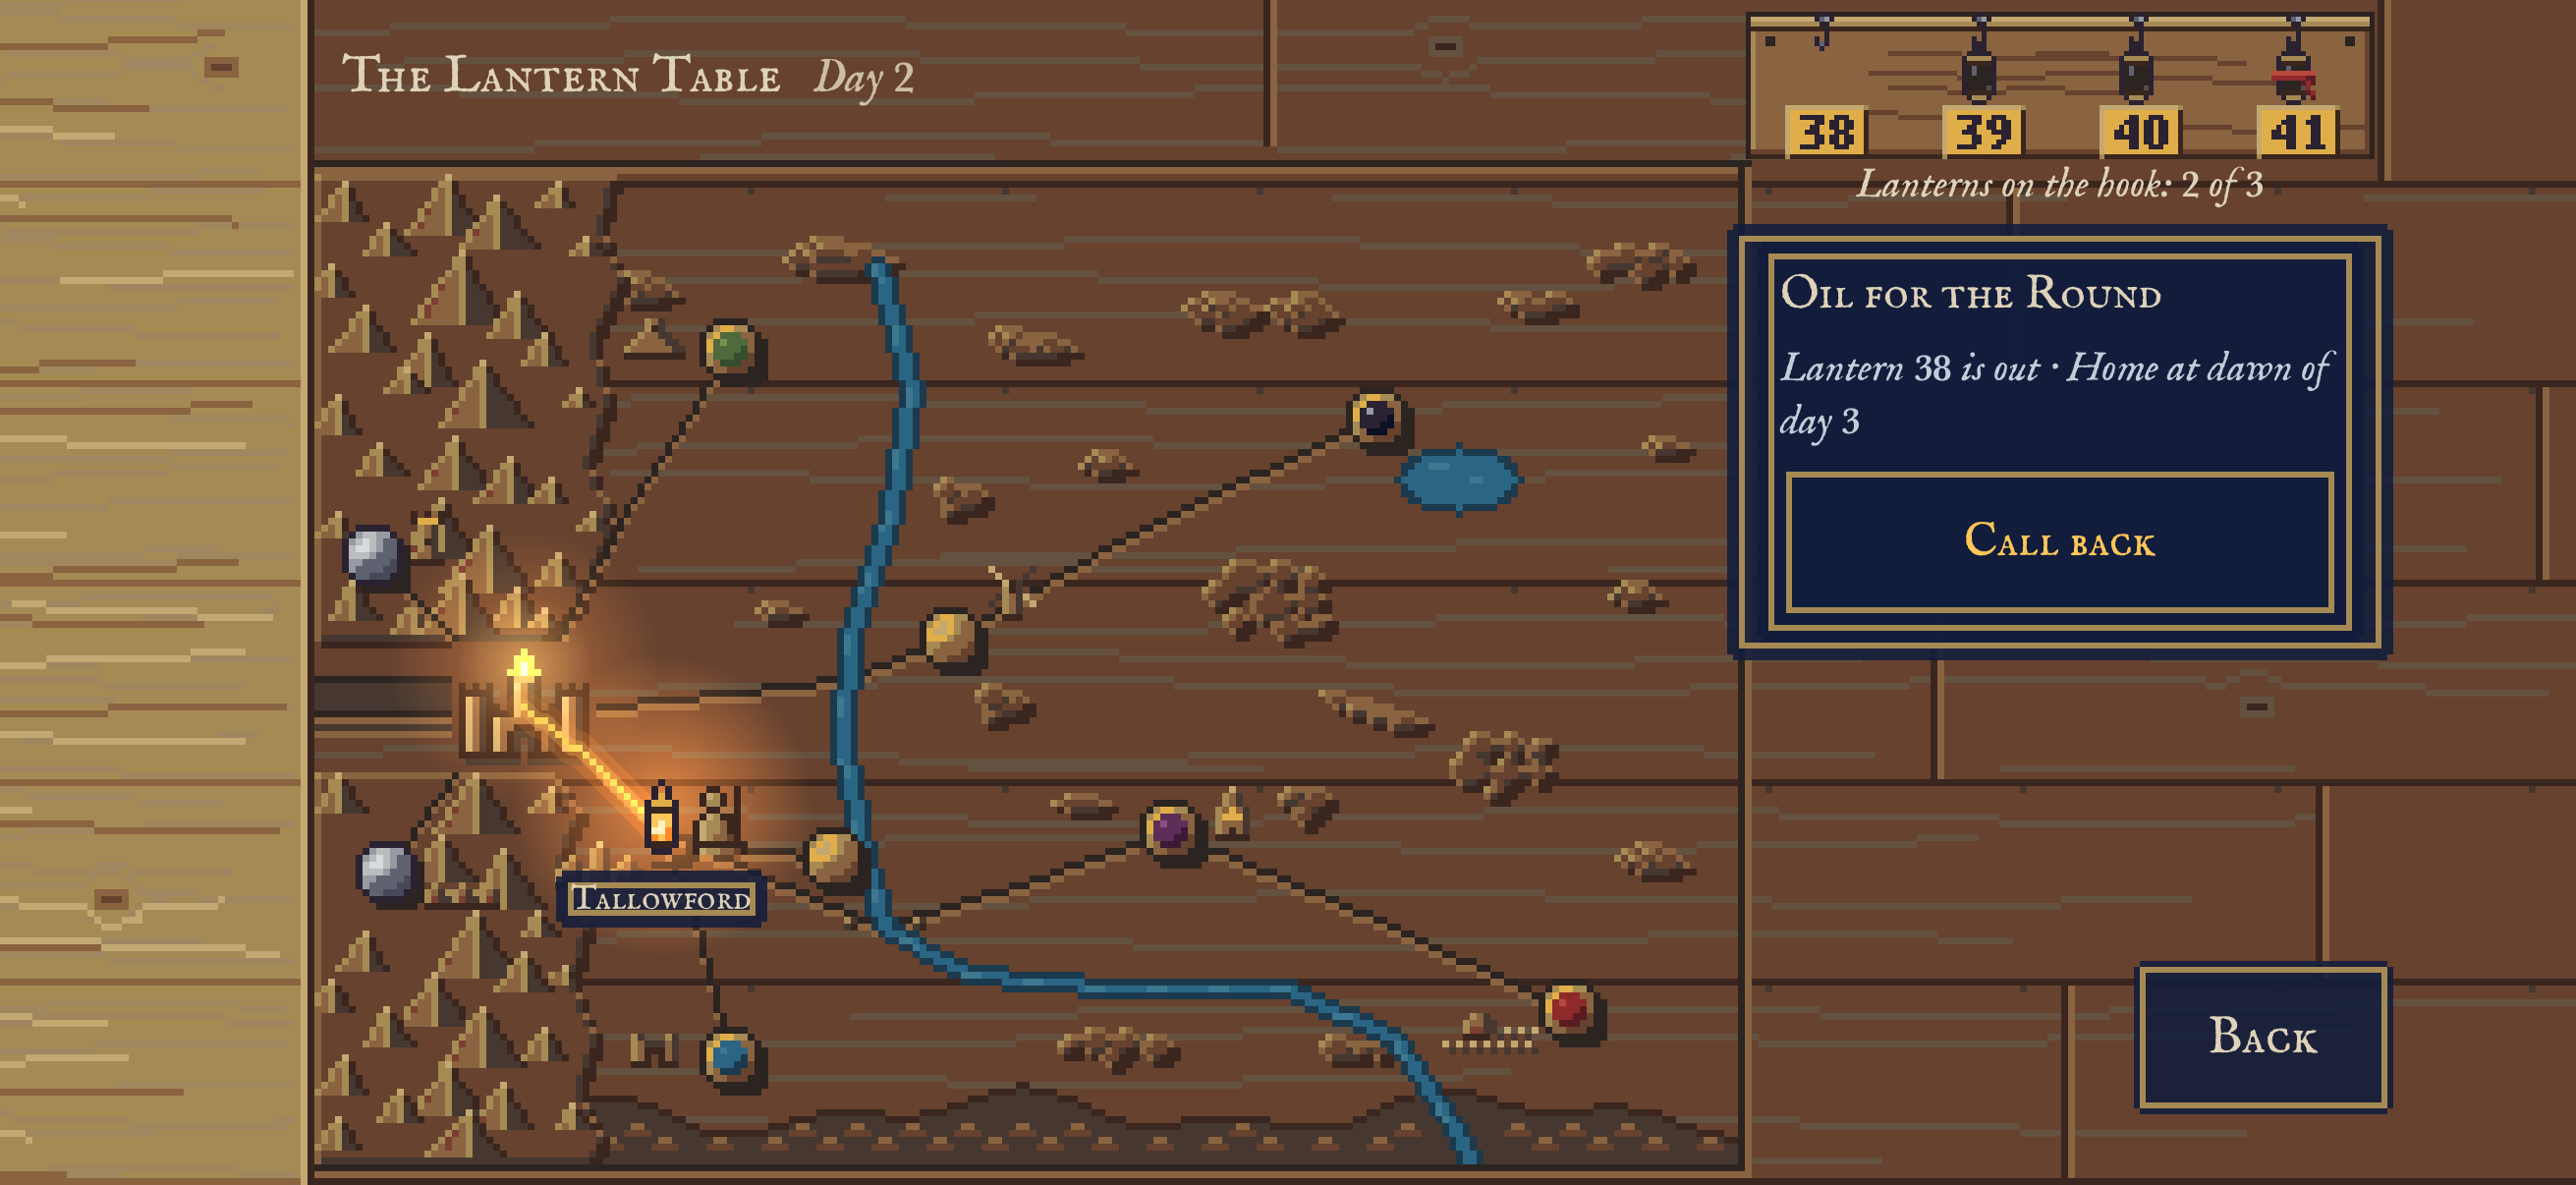 The Lantern Table Day 2
38 39 40 41
Lanterns on the hook: 2 of 3
Oil for the Round
Lantern 38 is out · Home at dawn of
day 3
Call back
Tallowford
Back